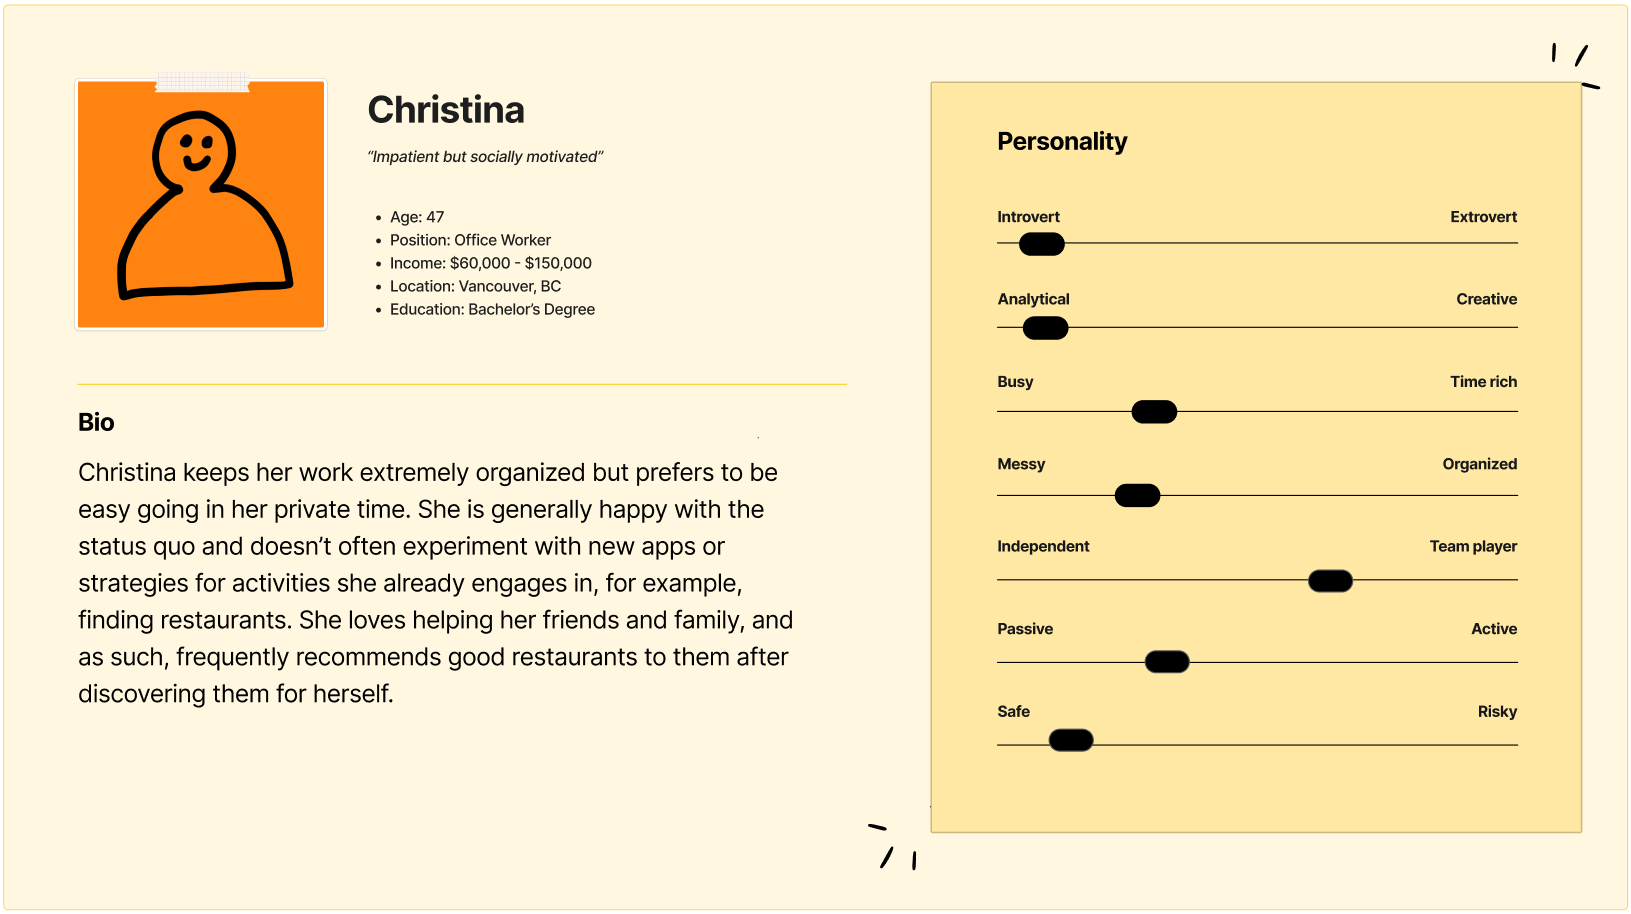 Christina
“Impatient but socially motivated”
• Age: 47
• Position: Office Worker
• Income: $60,000 - $150,000
• Location: Vancouver, BC
• Education: Bachelor’s Degree
Bio
Christina keeps her work extremely organized but prefers to be
easy going in her private time. She is generally happy with the
status quo and doesn’t often experiment with new apps or
strategies for activities she already engages in, for example,
finding restaurants. She loves helping her friends and family, and
as such, frequently recommends good restaurants to them after
discovering them for herself.
Personality
Introvert Extrovert
Analytical Creative
Busy Time rich
Messy Organized
Independent Team player
Passive Active
Safe Risky